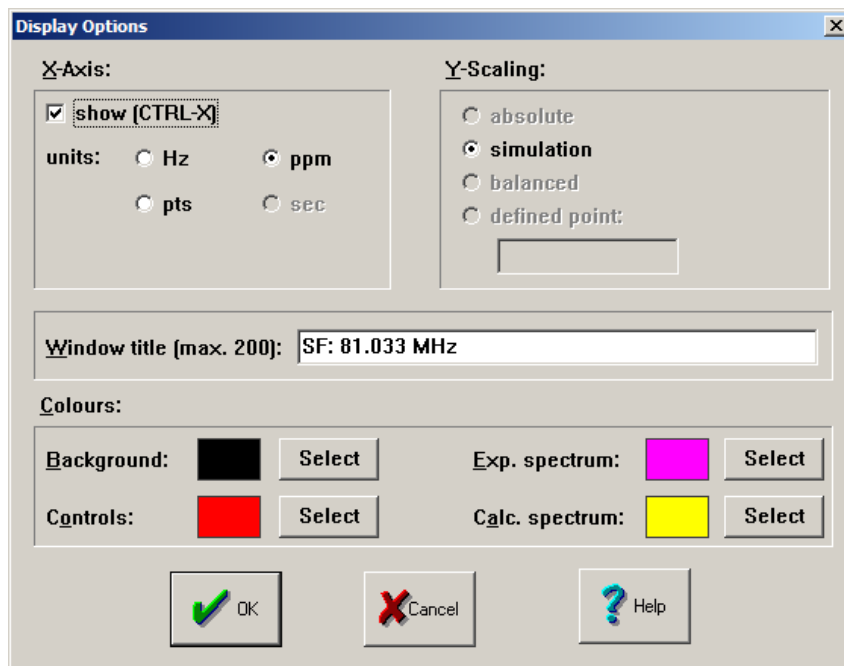 Display Options
X-Axis:
show (CTRL-X)
units:
Hz
ppm
pts
sec
Y-Scaling:
absolute
simulation
balanced
defined point:
Window title (max. 200):
SF: 81.033 MHz
Colours:
Background:
Select
Exp. spectrum:
Select
Controls:
Select
Calc. spectrum:
Select
OK
Cancel
Help